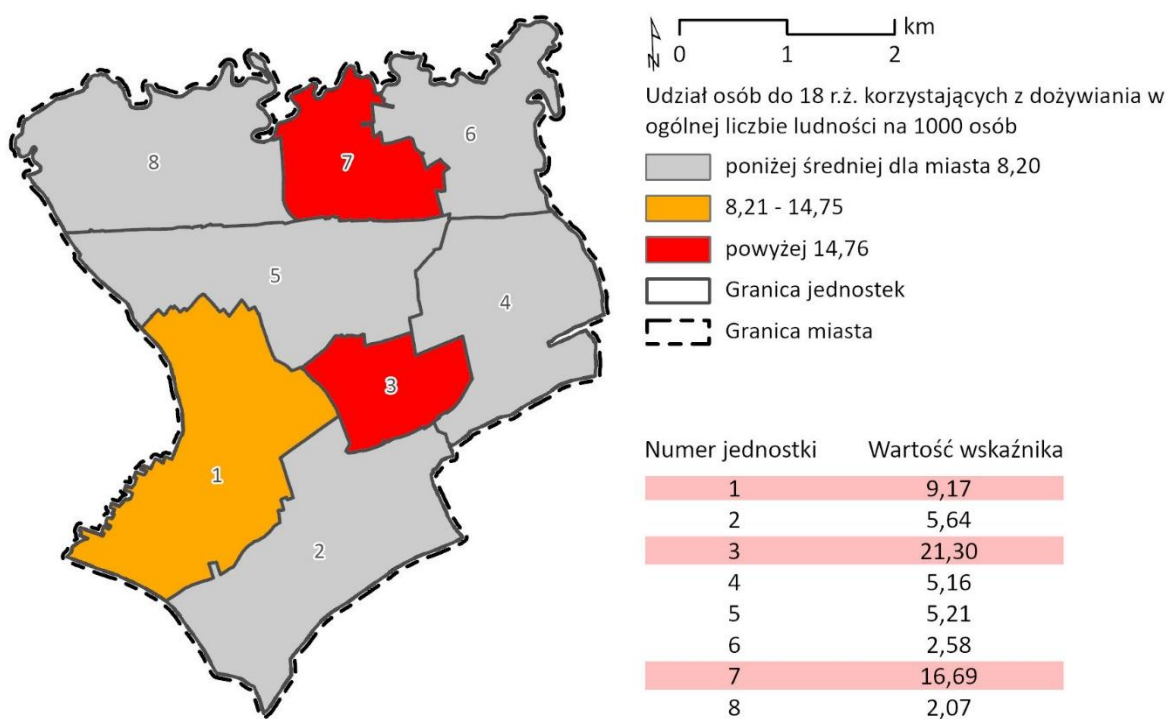 km
0 1 2
N
Udział osób do 18 r.ż. korzystających z dożywiania w
ogólnej liczbie ludności na 1000 osób
poniżej średniej dla miasta 8,20
8,21 - 14,75
powyżej 14,76
Granica jednostek
Granica miasta
8
7
6
5
4
3
1
2
Numer jednostki Wartość wskaźnika
1 9,17
2 5,64
3 21,30
4 5,16
5 5,21
6 2,58
7 16,69
8 2,07